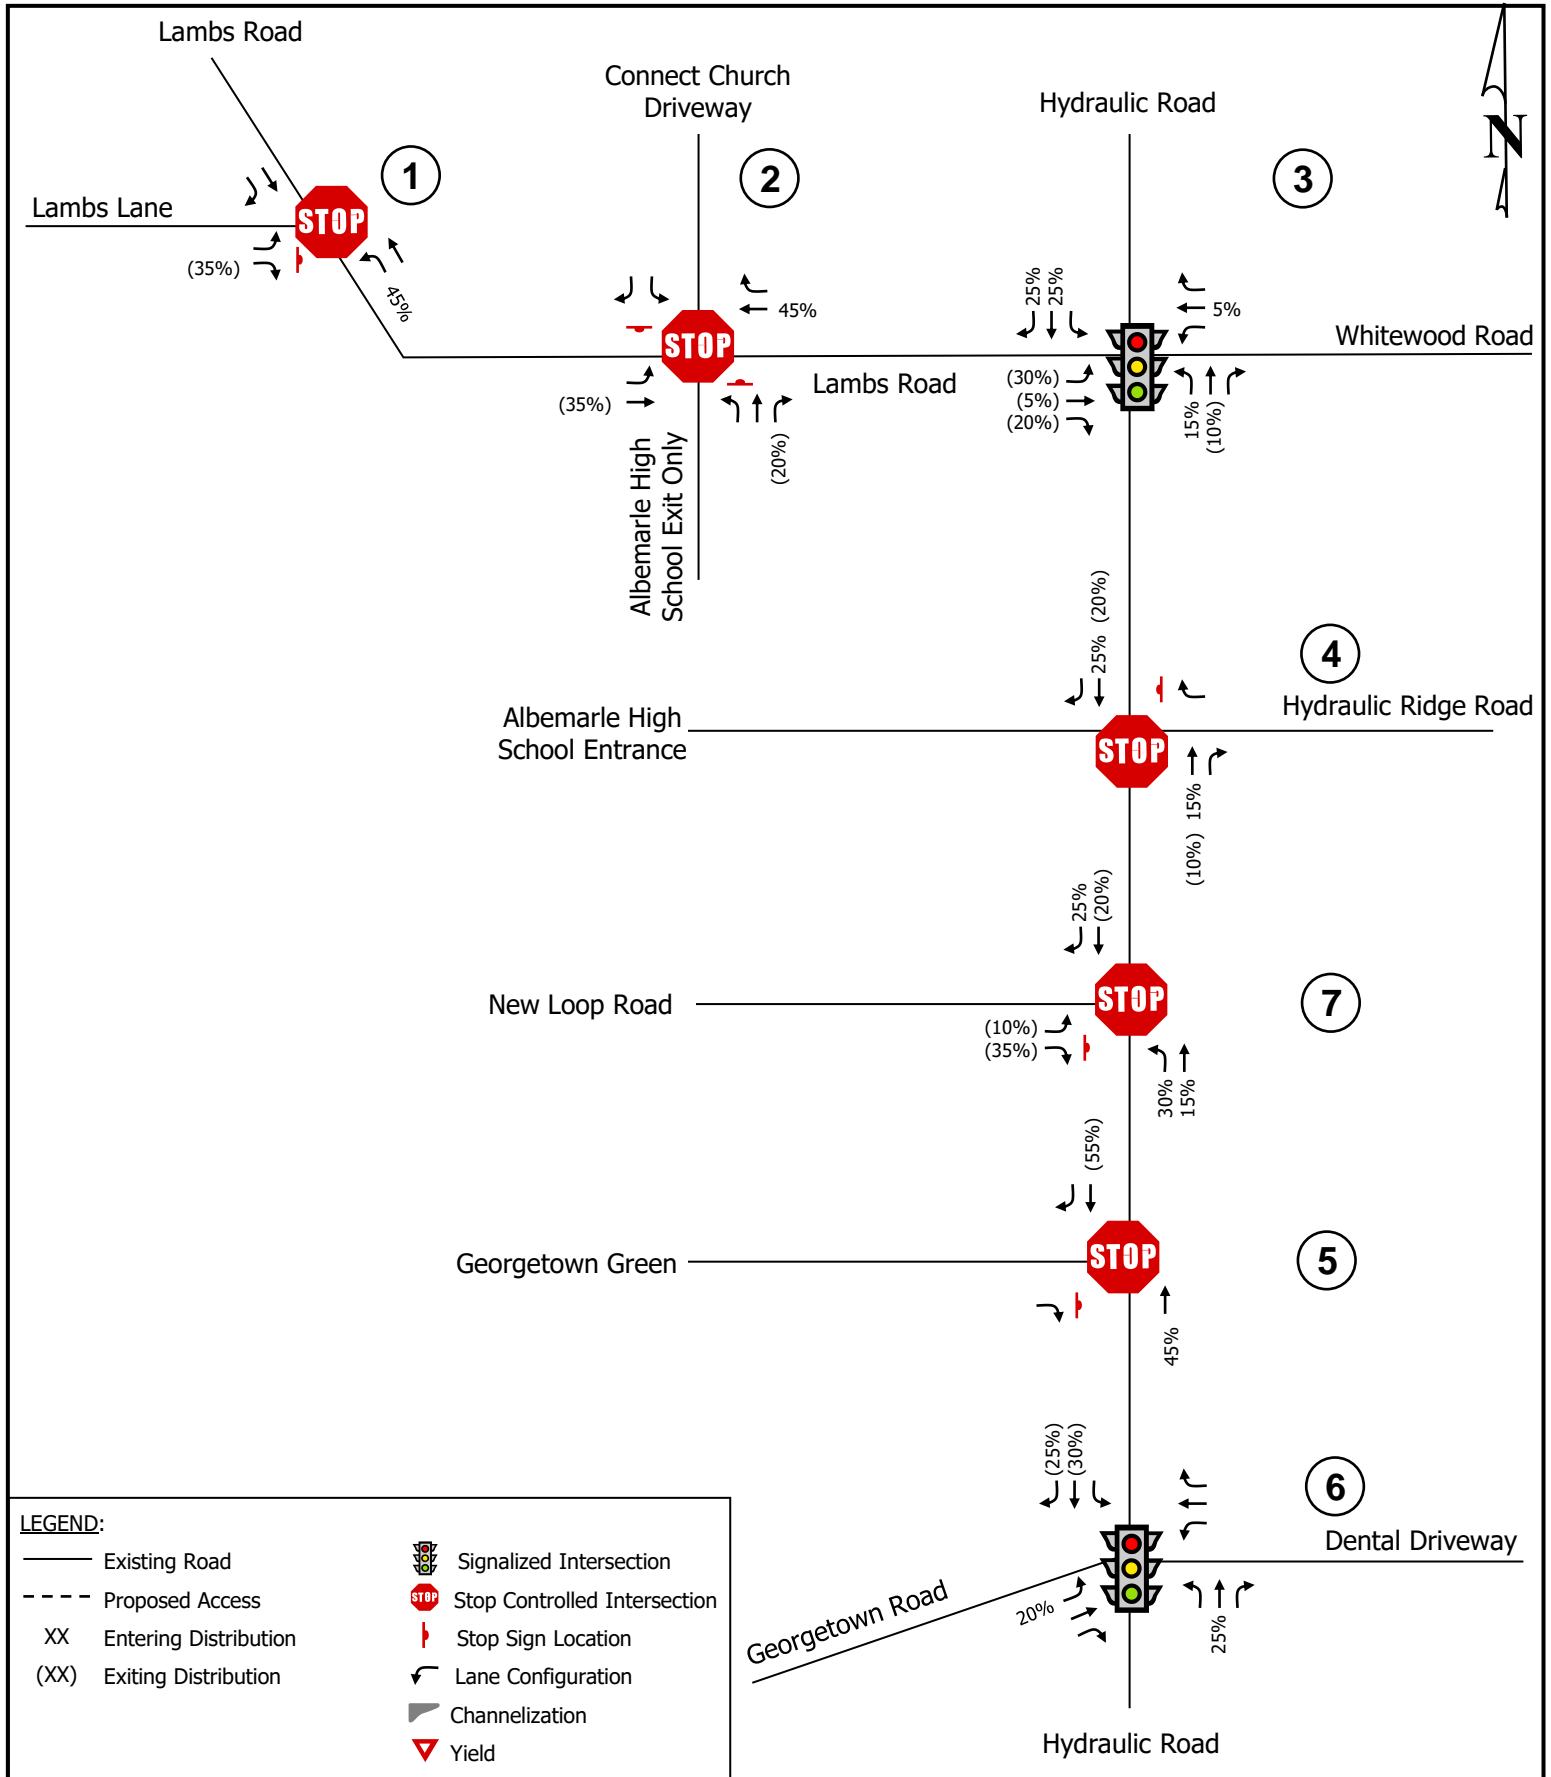 Lambs Road
Connect Church
Driveway
Hydraulic Road
N
1
2
3
Lambs Lane
STOP
(35%)
45%
STOP
45%
(35%)
(20%)
Lambs Road
Albemarle High
School Exit Only
25%
25%
5%
Whitewood Road
(30%)
(5%)
(20%)
15%
(10%)
25% (20%)
4
Hydraulic Ridge Road
Albemarle High
School Entrance
STOP
(10%) 15%
25%
(20%)
New Loop Road
STOP
7
(10%)
(35%)
30%
15%
(55%)
Georgetown Green
STOP
5
45%
(25%)
(30%)
6
Dental Driveway
Georgetown Road
20%
25%
Hydraulic Road
LEGEND:
Existing Road
Proposed Access
XX Entering Distribution
(XX) Exiting Distribution
Signalized Intersection
STOP Stop Controlled Intersection
Stop Sign Location
Lane Configuration
Channelization
Yield